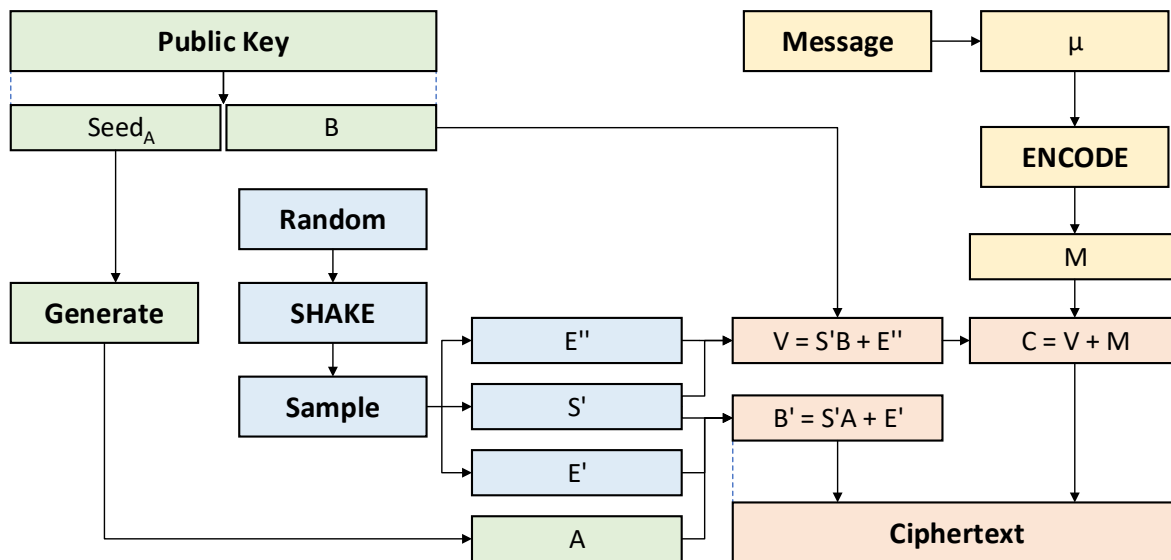 Public Key
Message
μ
Seed_A
B
ENCODE
Random
M
Generate
SHAKE
E''
V = S'B + E''
C = V + M
Sample
S'
B' = S'A + E'
E'
A
Ciphertext